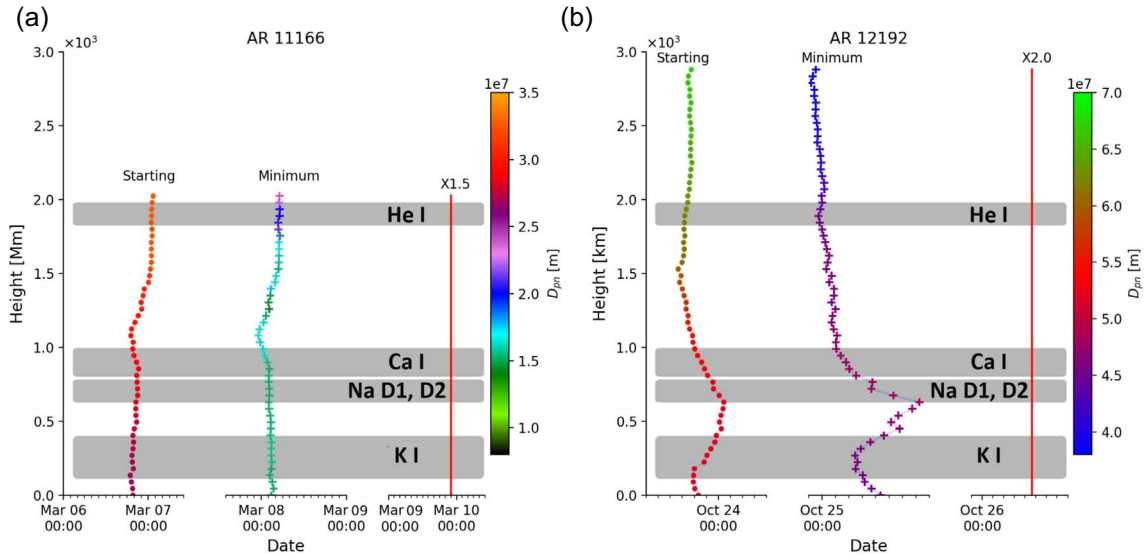 (a)
×10³
AR 11166
3.0
2.5
2.0
1.5
1.0
0.5
0.0
Height [Mm]
Starting
Minimum
X1.5
He I
Ca I
Na D1, D2
K I
Mar 06
00:00
Mar 07
00:00
Mar 08
00:00
Mar 09
00:00
Mar 09
00:00
Mar 10
00:00
Date
1e7
3.5
3.0
2.5
2.0
1.5
1.0
Dpn [m]
(b)
×10³
AR 12192
3.0
2.5
2.0
1.5
1.0
0.5
0.0
Height [km]
Starting
Minimum
X2.0
He I
Ca I
Na D1, D2
K I
Oct 24
00:00
Oct 25
00:00
Oct 26
00:00
Date
1e7
7.0
6.5
6.0
5.5
5.0
4.5
4.0
Dpn [m]